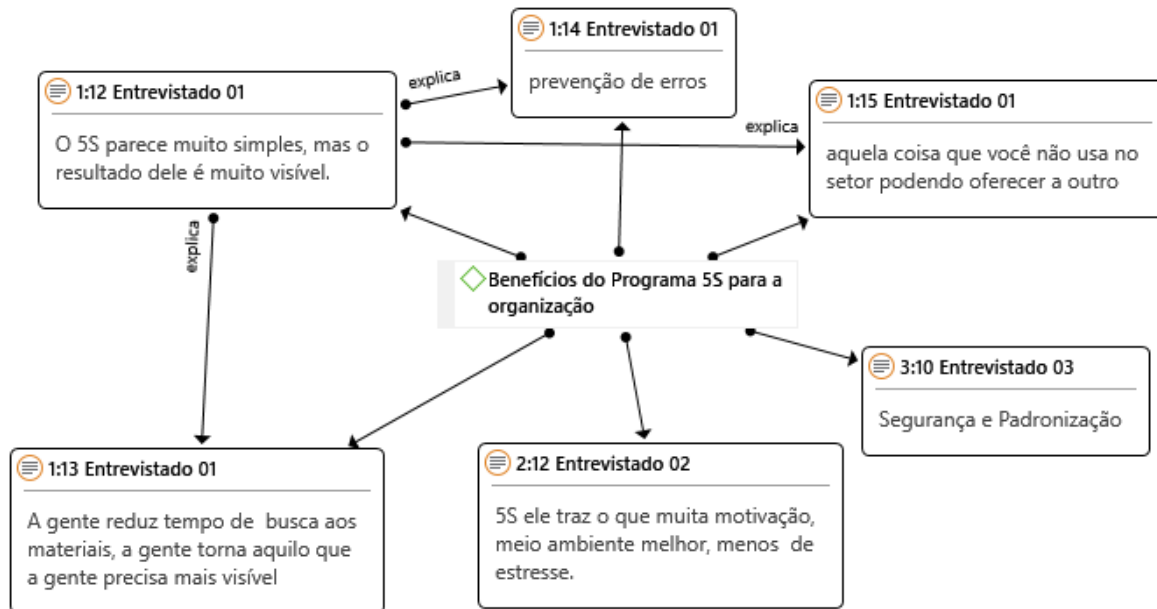 1:14 Entrevistado 01
prevenção de erros
explica
1:12 Entrevistado 01
O 5S parece muito simples, mas o
resultado dele é muito visível.
1:15 Entrevistado 01
explica
aquela coisa que você não usa no
setor podendo oferecer a outro
explica
Benefícios do Programa 5S para a
organização
3:10 Entrevistado 03
Segurança e Padronização
1:13 Entrevistado 01
A gente reduz tempo de  busca aos
materiais, a gente torna aquilo que
a gente precisa mais visível
2:12 Entrevistado 02
5S ele traz o que muita motivação,
meio ambiente melhor, menos  de
estresse.